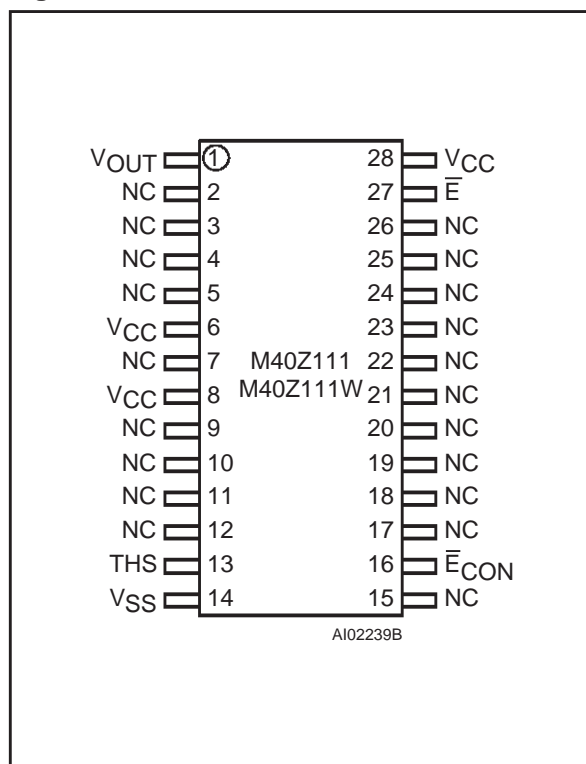 VOUT 1 28 VCC
NC 2 27 E̅
NC 3 26 NC
NC 4 25 NC
NC 5 24 NC
VCC 6 23 NC
NC 7 M40Z111 22 NC
VCC 8 M40Z111W 21 NC
NC 9 20 NC
NC 10 19 NC
NC 11 18 NC
NC 12 17 NC
THS 13 16 E̅CON
VSS 14 15 NC
AI02239B